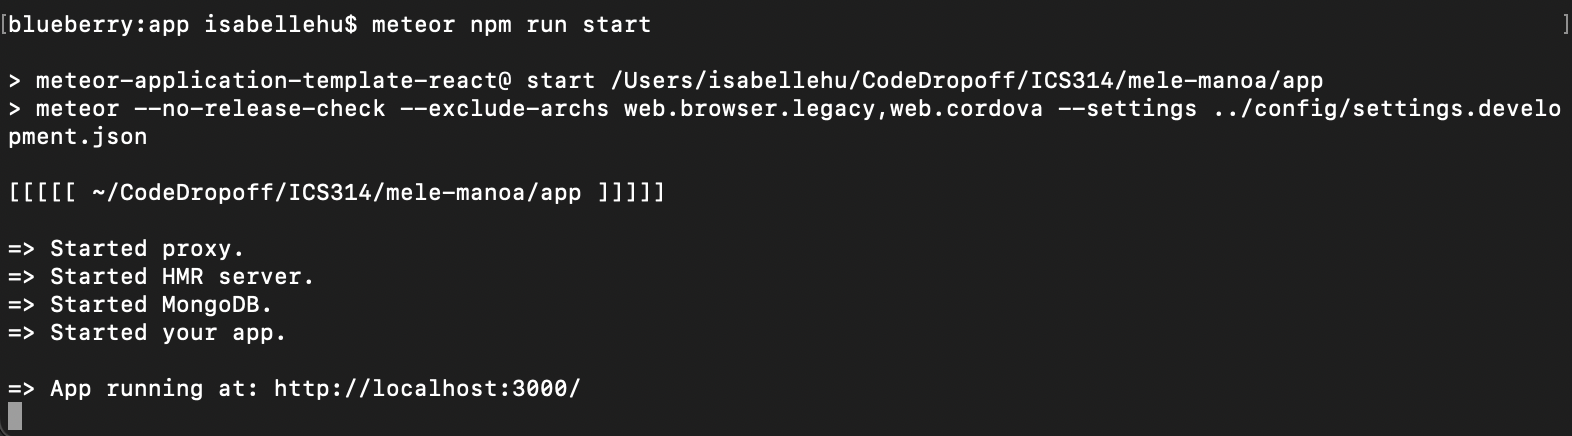 [blueberry:app isabellehu$ meteor npm run start ]
> meteor-application-template-react@ start /Users/isabellehu/CodeDropoff/ICS314/mele-manoa/app
> meteor --no-release-check --exclude-archs web.browser.legacy,web.cordova --settings ../config/settings.develo
pment.json
[[[[[ ~/CodeDropoff/ICS314/mele-manoa/app ]]]]]
=> Started proxy.
=> Started HMR server.
=> Started MongoDB.
=> Started your app.
=> App running at: http://localhost:3000/